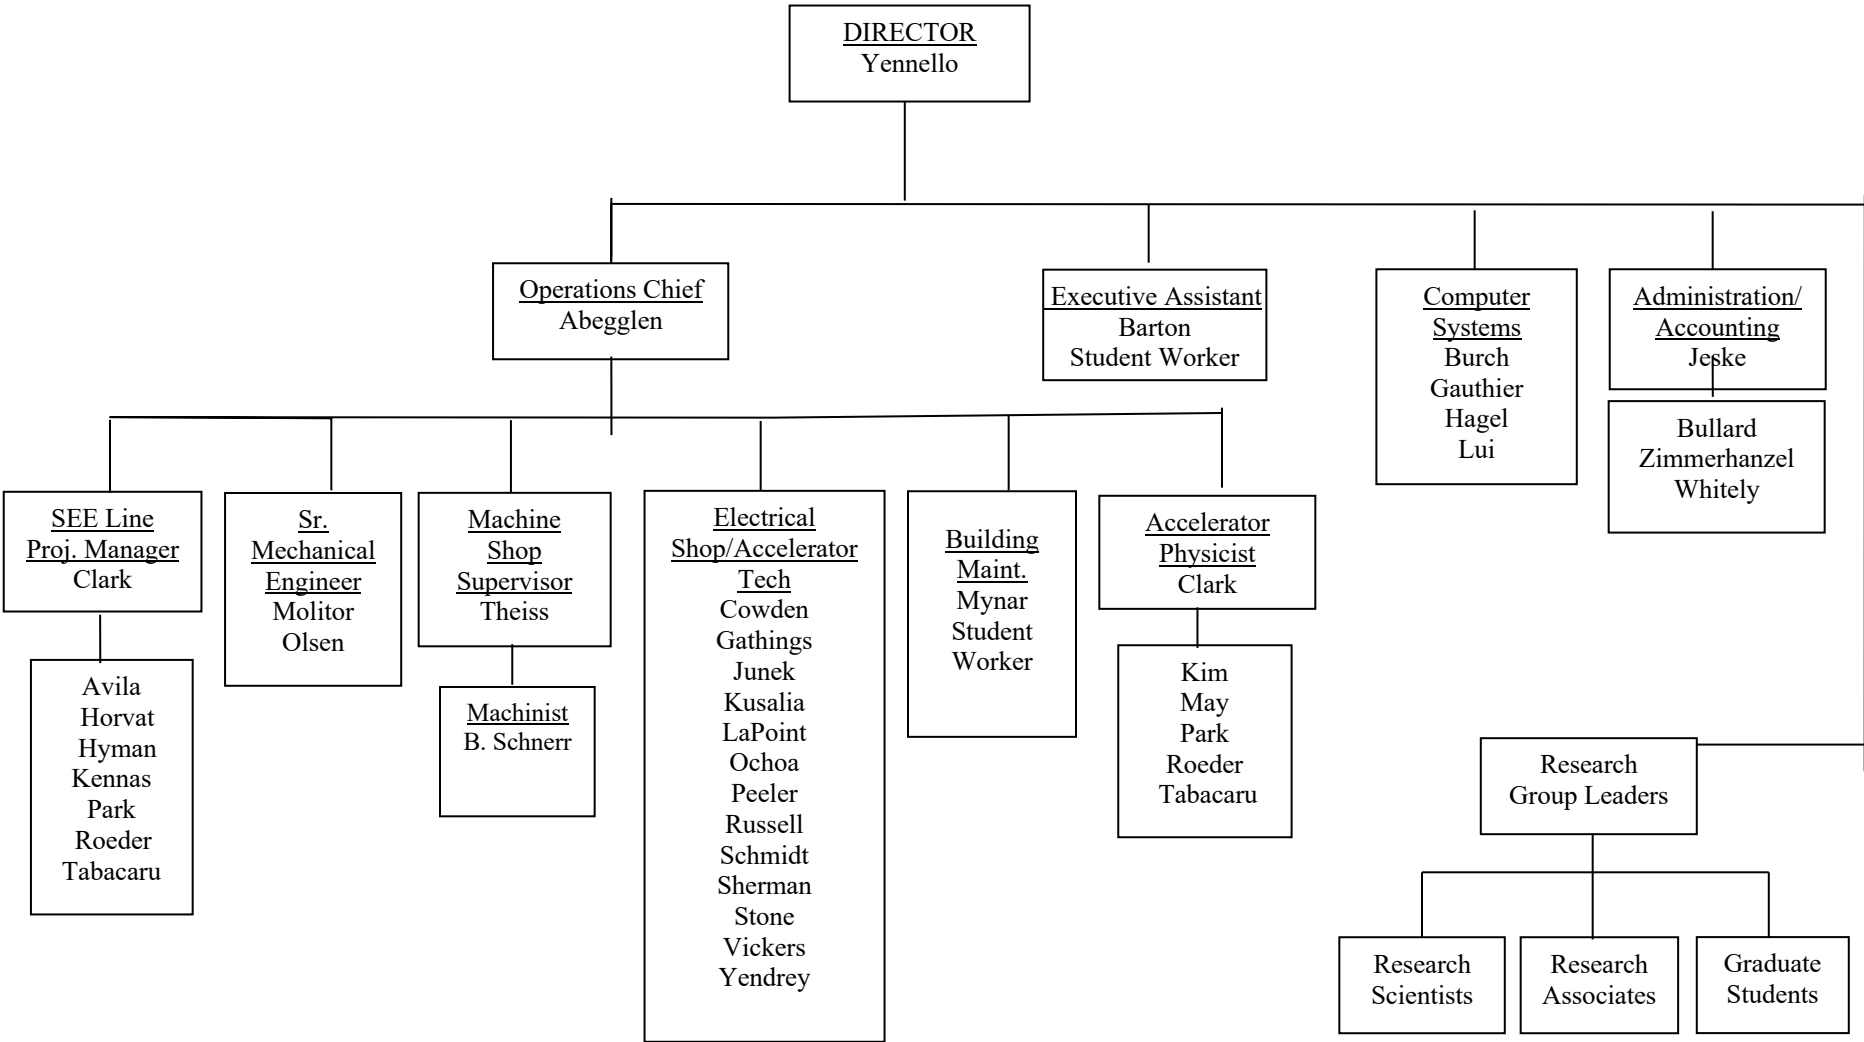 DIRECTOR
Yennello
Operations Chief
Abegglen
Executive Assistant
Barton
Student Worker
Computer
Systems
Burch
Gauthier
Hagel
Lui
Administration/
Accounting
Jeske
Bullard
Zimmerhanzel
Whitely
SEE Line
Proj. Manager
Clark
Avila
Horvat
Hyman
Kennas
Park
Roeder
Tabacaru
Sr.
Mechanical
Engineer
Molitor
Olsen
Machine
Shop
Supervisor
Theiss
Machinist
B. Schnerr
Electrical
Shop/Accelerator
Tech
Cowden
Gathings
Junek
Kusalia
LaPoint
Ochoa
Peeler
Russell
Schmidt
Sherman
Stone
Vickers
Yendrey
Building
Maint.
Mynar
Student
Worker
Accelerator
Physicist
Clark
Kim
May
Park
Roeder
Tabacaru
Research
Group Leaders
Research
Scientists
Research
Associates
Graduate
Students